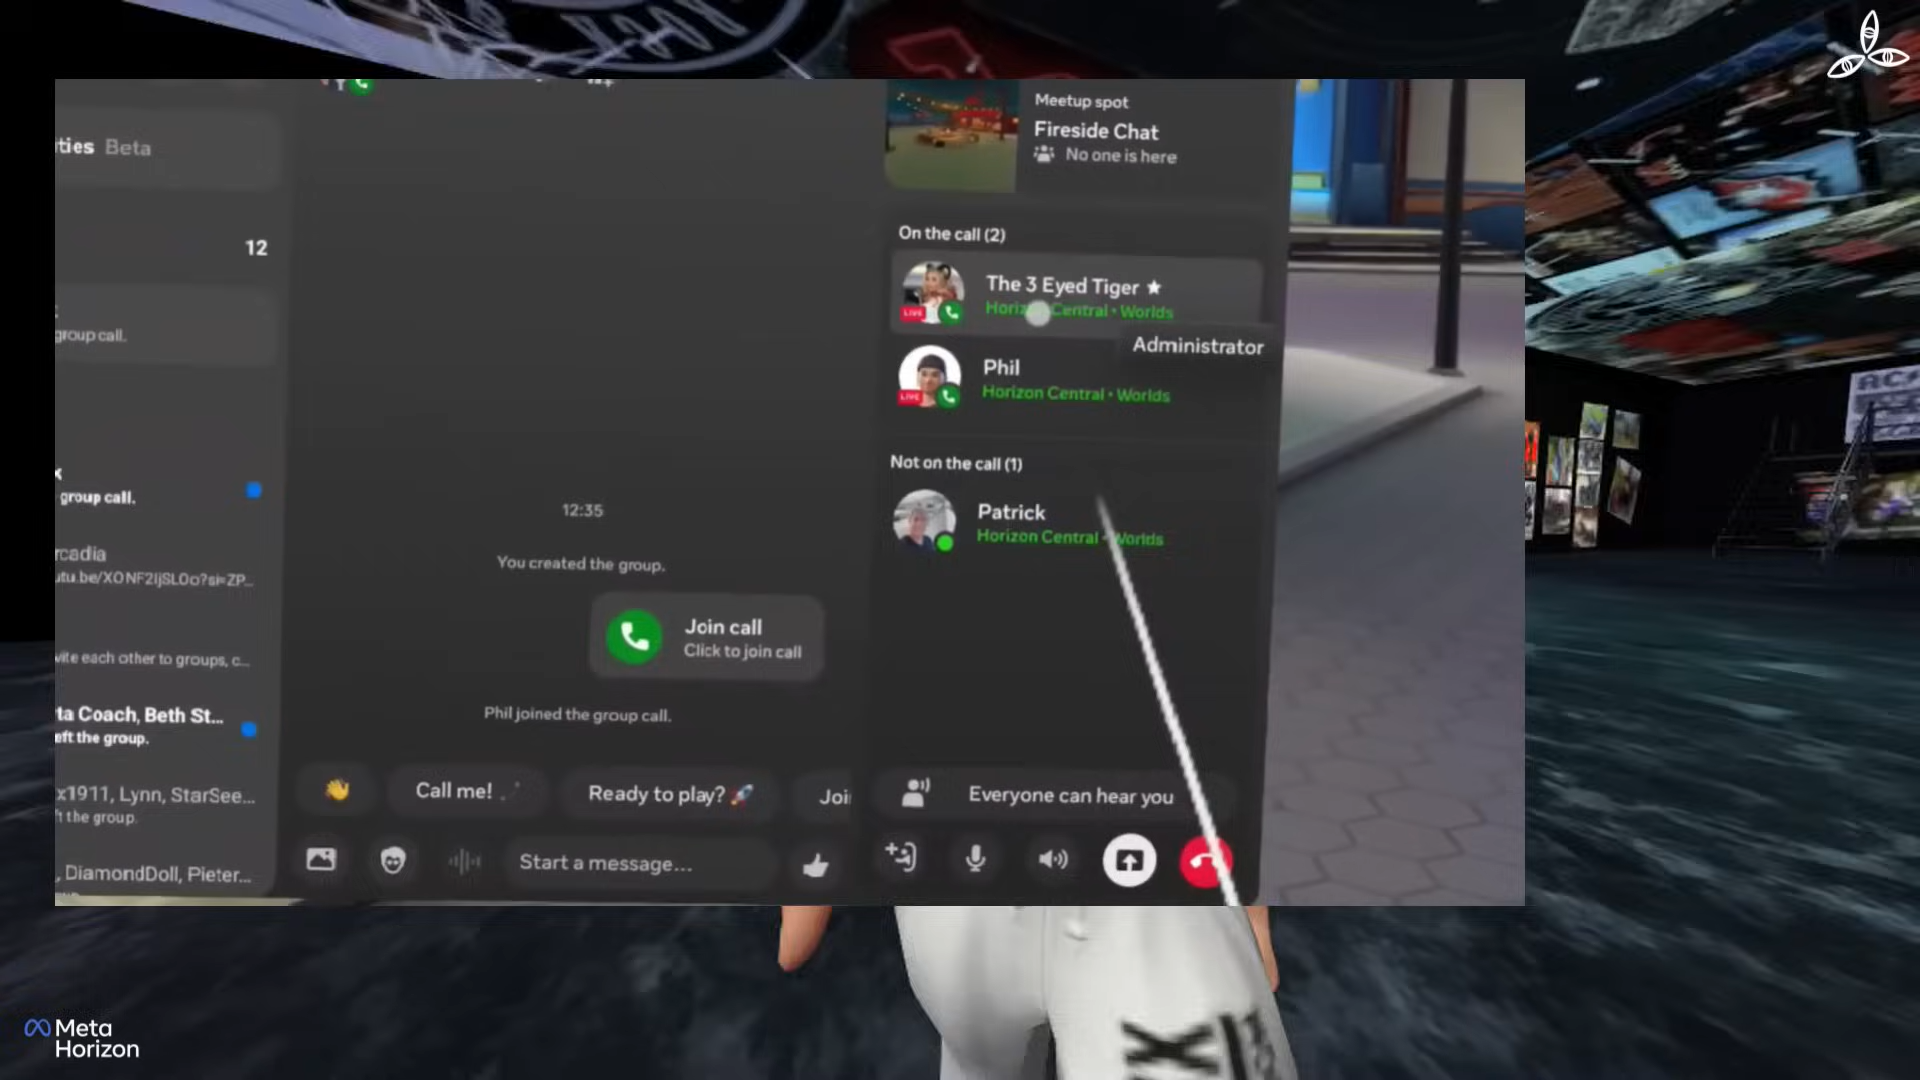 ties Beta
12
group call.
group call.
rcadia
utu.be/XONF2IjSLOo?si=ZP...
vite each other to groups, c...
ta Coach, Beth St...
eft the group.
x1911, Lynn, StarSee...
ft the group.
, DiamondDoll, Pieter...
12:35
You created the group.
Join call
Click to join call
Phil joined the group call.
Call me!
Ready to play?
Joi
Start a message...
Meetup spot
Fireside Chat
No one is here
On the call (2)
The 3 Eyed Tiger
LIVE
Horizon Central • Worlds
Administrator
Phil
LIVE
Horizon Central • Worlds
Not on the call (1)
Patrick
Horizon Central • Worlds
Everyone can hear you
Meta
Horizon